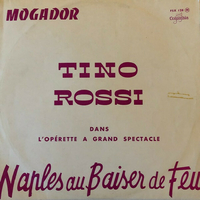 MOGADOR
TINO
ROSSI
DANS
L'OPÉRETTE A GRAND SPECTACLE
Naples au Baiser de Feu